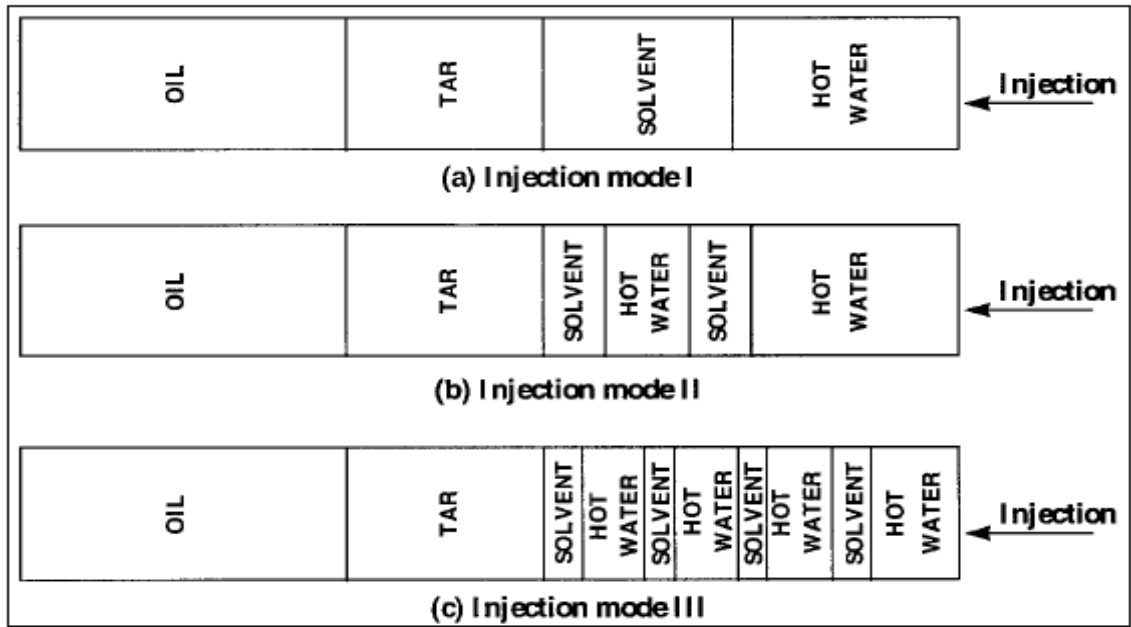 OIL
TAR
SOLVENT
HOT
WATER
Injection
(a) Injection mode I
OIL
TAR
SOLVENT
HOT
WATER
SOLVENT
HOT
WATER
Injection
(b) Injection mode II
OIL
TAR
SOLVENT
HOT
WATER
SOLVENT
HOT
WATER
SOLVENT
HOT
WATER
SOLVENT
HOT
WATER
Injection
(c) Injection mode III